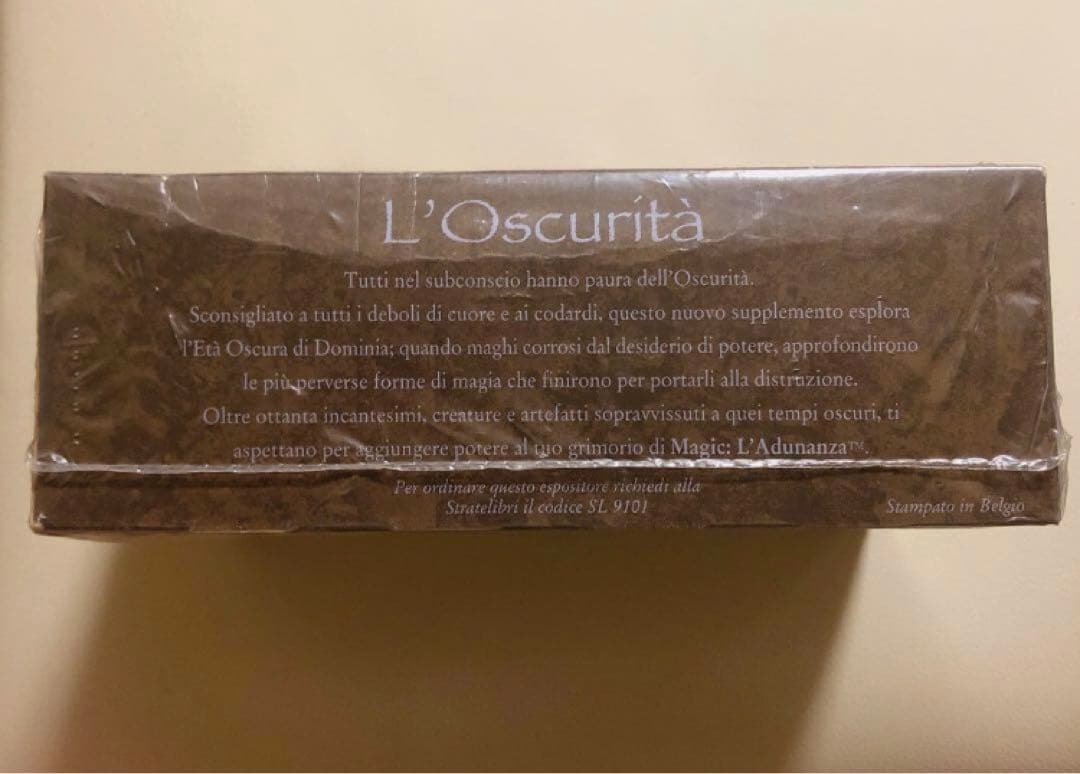 L'Oscurità
Tutti nel subconscio hanno paura dell'Oscurità.
Sconsigliato a tutti i deboli di cuore e ai codardi, questo nuovo supplemento esplora
l'Età Oscura di Dominia; quando maghi corrosi dal desiderio di potere, approfondirono
le più perverse forme di magia che finirono per portarli alla distruzione.
Oltre ottanta incantesimi, creature e artefatti sopravvissuti a quei tempi oscuri, ti
aspettano per aggiungere potere al tuo grimorio di Magic: L'Adunanza™.
Per ordinare questo espositore richiedi alla
Stratelibri il codice SL 9101
Stampato in Belgio